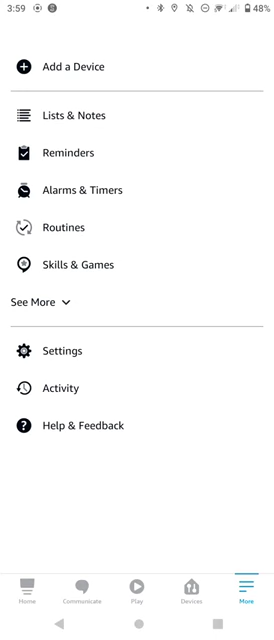 3:59 48%
Add a Device
Lists & Notes
Reminders
Alarms & Timers
Routines
Skills & Games
See More
Settings
Activity
Help & Feedback
Home Communicate Play Devices More